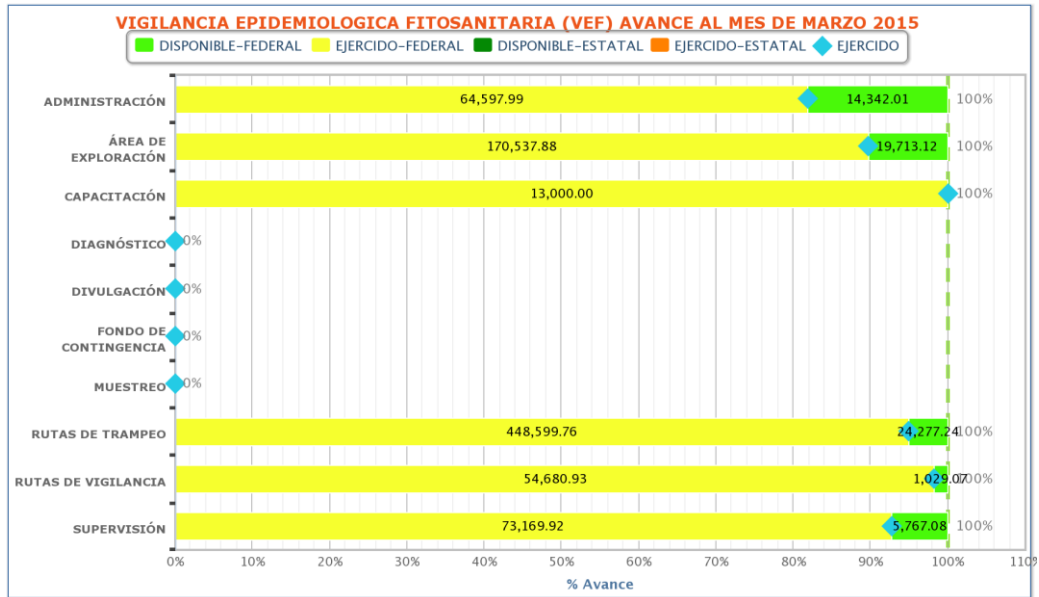 VIGILANCIA EPIDEMIOLOGICA FITOSANITARIA (VEF) AVANCE AL MES DE MARZO 2015
DISPONIBLE-FEDERAL EJERCIDO-FEDERAL DISPONIBLE-ESTATAL EJERCIDO-ESTATAL EJERCIDO
ADMINISTRACIÓN 64,597.99 14,342.01 100%
ÁREA DE
EXPLORACIÓN 170,537.88 19,713.12 100%
CAPACITACIÓN 13,000.00 100%
DIAGNÓSTICO 0%
DIVULGACIÓN 0%
FONDO DE
CONTINGENCIA 0%
MUESTREO 0%
RUTAS DE TRAMPEO 448,599.76 24,277.24 100%
RUTAS DE VIGILANCIA 54,680.93 1,029.07 100%
SUPERVISIÓN 73,169.92 5,767.08 100%
0% 10% 20% 30% 40% 50% 60% 70% 80% 90% 100% 110%
% Avance